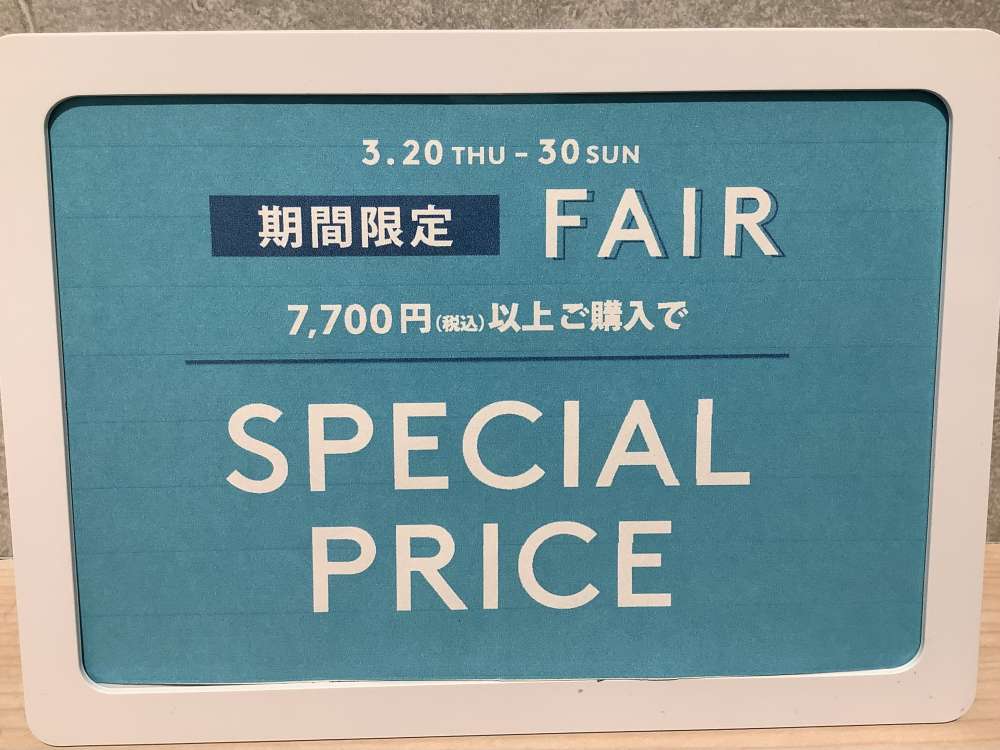 3.20 THU - 30 SUN
期間限定 FAIR
7,700円(税込)以上ご購入で
SPECIAL
PRICE